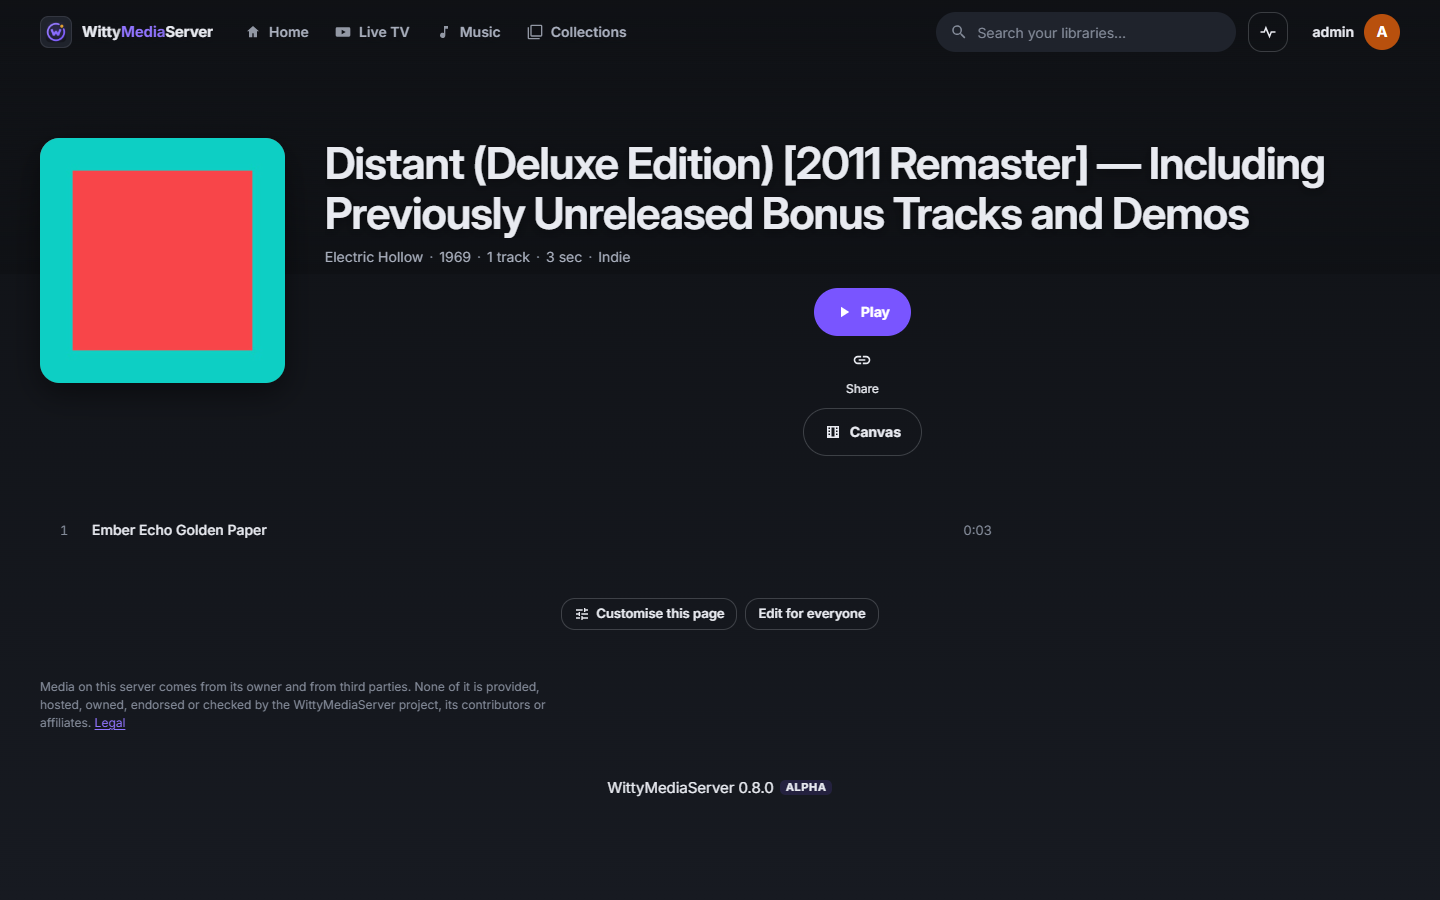 WittyMediaServer
Home
Live TV
Music
Collections
Search your libraries...
admin
A
Distant (Deluxe Edition) [2011 Remaster] — Including
Previously Unreleased Bonus Tracks and Demos
Electric Hollow · 1969 · 1 track · 3 sec · Indie
Play
Share
Canvas
1 Ember Echo Golden Paper 0:03
Customise this page
Edit for everyone
Media on this server comes from its owner and from third parties. None of it is provided,
hosted, owned, endorsed or checked by the WittyMediaServer project, its contributors or
affiliates. Legal
WittyMediaServer 0.8.0 ALPHA